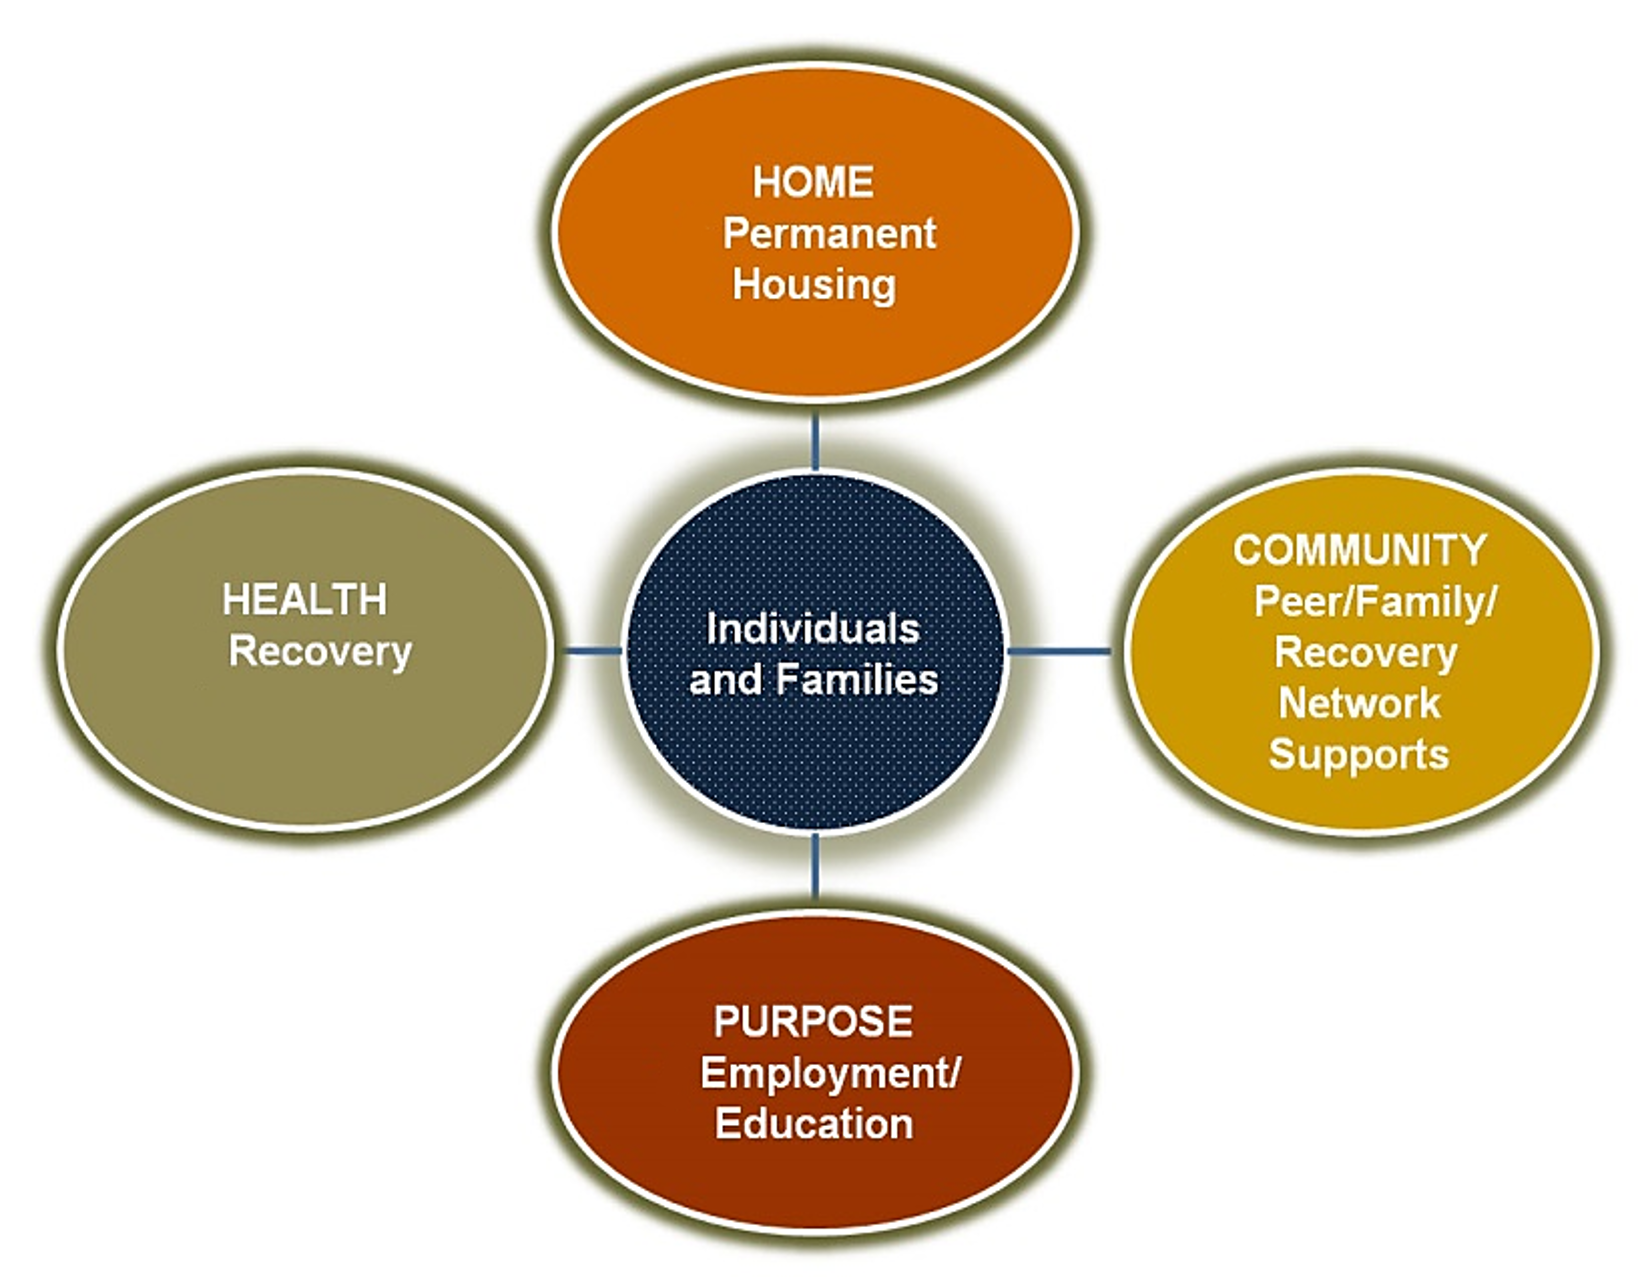 HOME
Permanent
Housing
HEALTH
Recovery
Individuals
and Families
COMMUNITY
Peer/Family/
Recovery
Network
Supports
PURPOSE
Employment/
Education